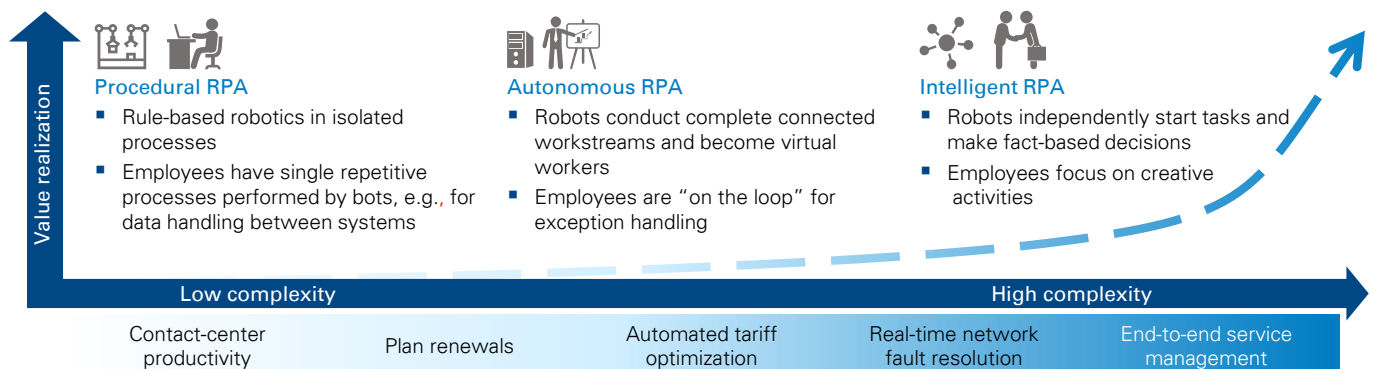 Value realization
Procedural RPA
▪ Rule-based robotics in isolated
processes
▪ Employees have single repetitive
processes performed by bots, e.g., for
data handling between systems
Autonomous RPA
▪ Robots conduct complete connected
workstreams and become virtual
workers
▪ Employees are “on the loop” for
exception handling
Intelligent RPA
▪ Robots independently start tasks and
make fact-based decisions
▪ Employees focus on creative
activities
Low complexity
High complexity
Contact-center
productivity
Plan renewals
Automated tariff
optimization
Real-time network
fault resolution
End-to-end service
management